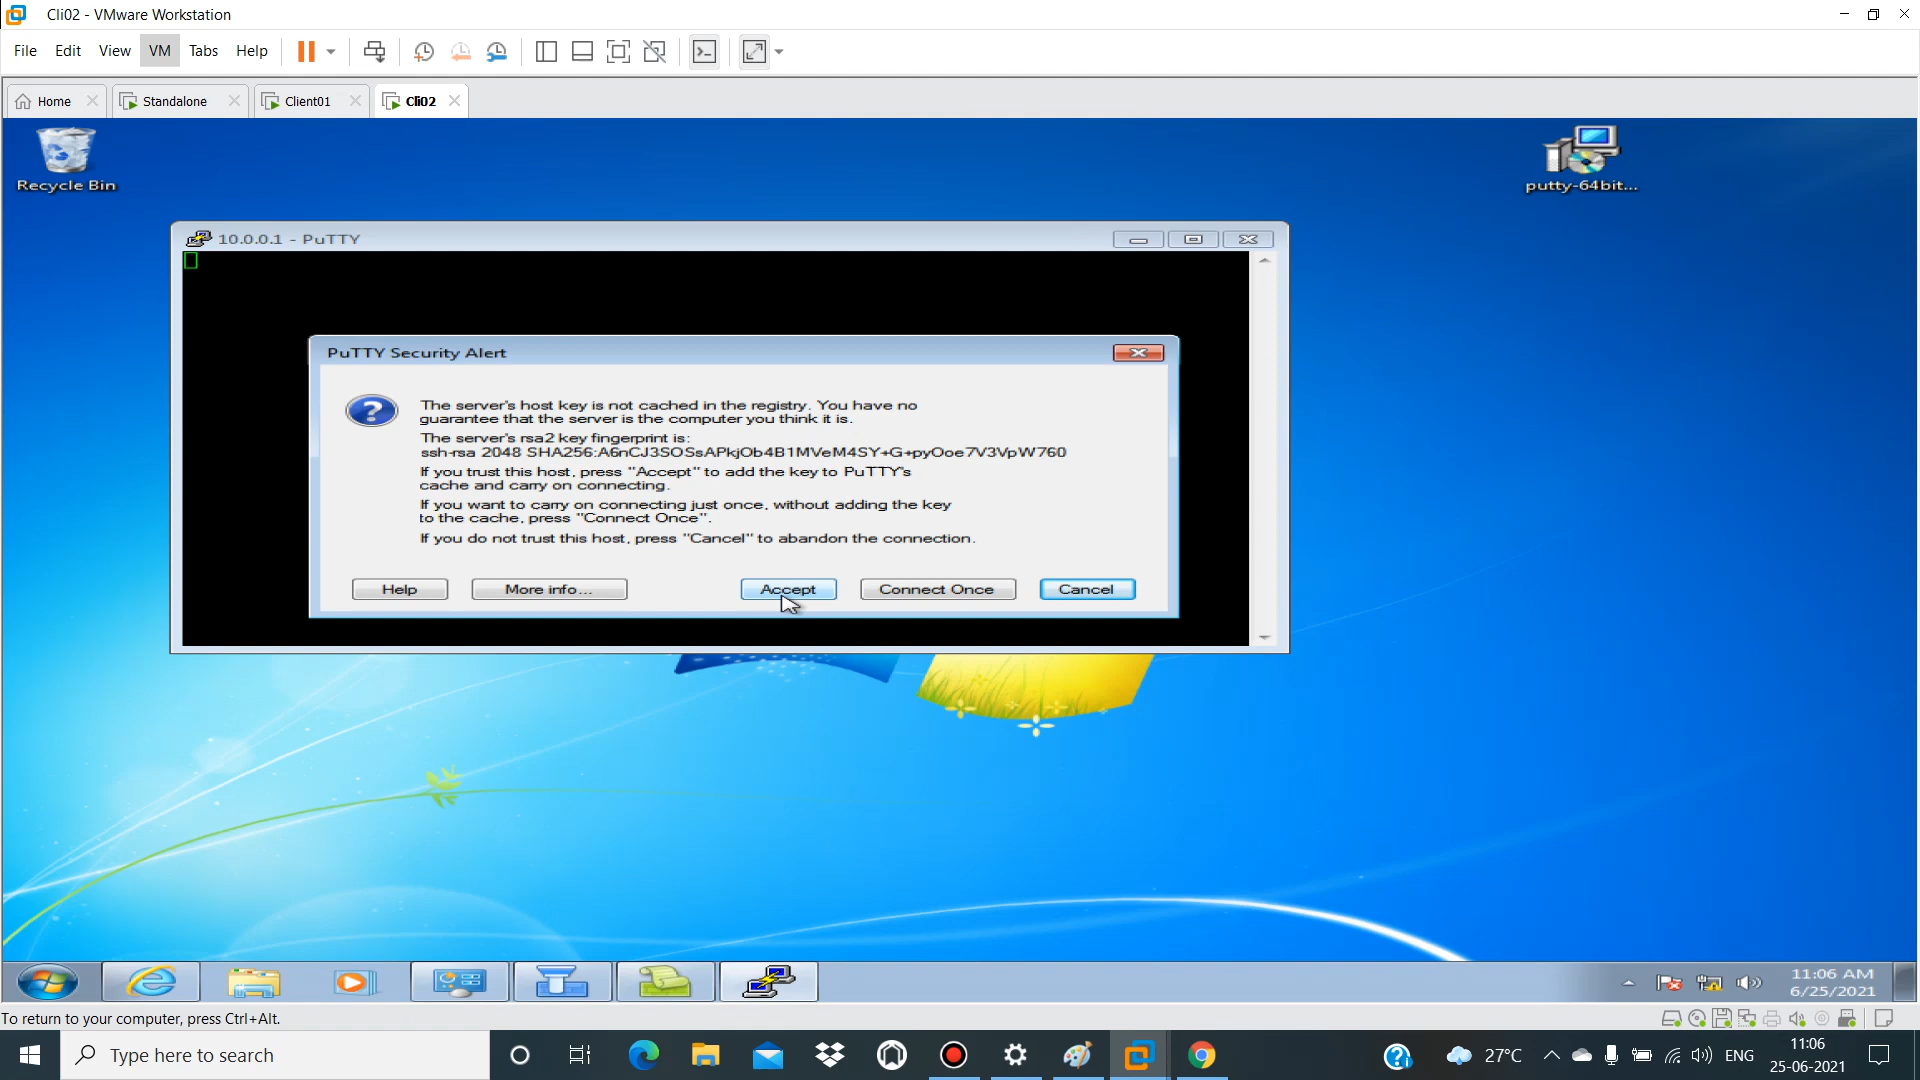 Cli02 - VMware Workstation
File Edit View VM Tabs Help
Home Standalone Client01 Cli02
Recycle Bin
putty-64bit...
10.0.0.1 - PuTTY
PuTTY Security Alert
The server's host key is not cached in the registry. You have no
guarantee that the server is the computer you think it is.
The server's rsa2 key fingerprint is:
ssh-rsa 2048 SHA256:A6nCJ3SOSsAPkjOb4B1MVeM4SY+G+pyOoe7V3VpW760
If you trust this host, press "Accept" to add the key to PuTTY's
cache and carry on connecting.
If you want to carry on connecting just once, without adding the key
to the cache, press "Connect Once".
If you do not trust this host, press "Cancel" to abandon the connection.
Help More info... Accept Connect Once Cancel
11:06 AM
6/25/2021
To return to your computer, press Ctrl+Alt.
Type here to search
27°C
ENG
11:06
25-06-2021